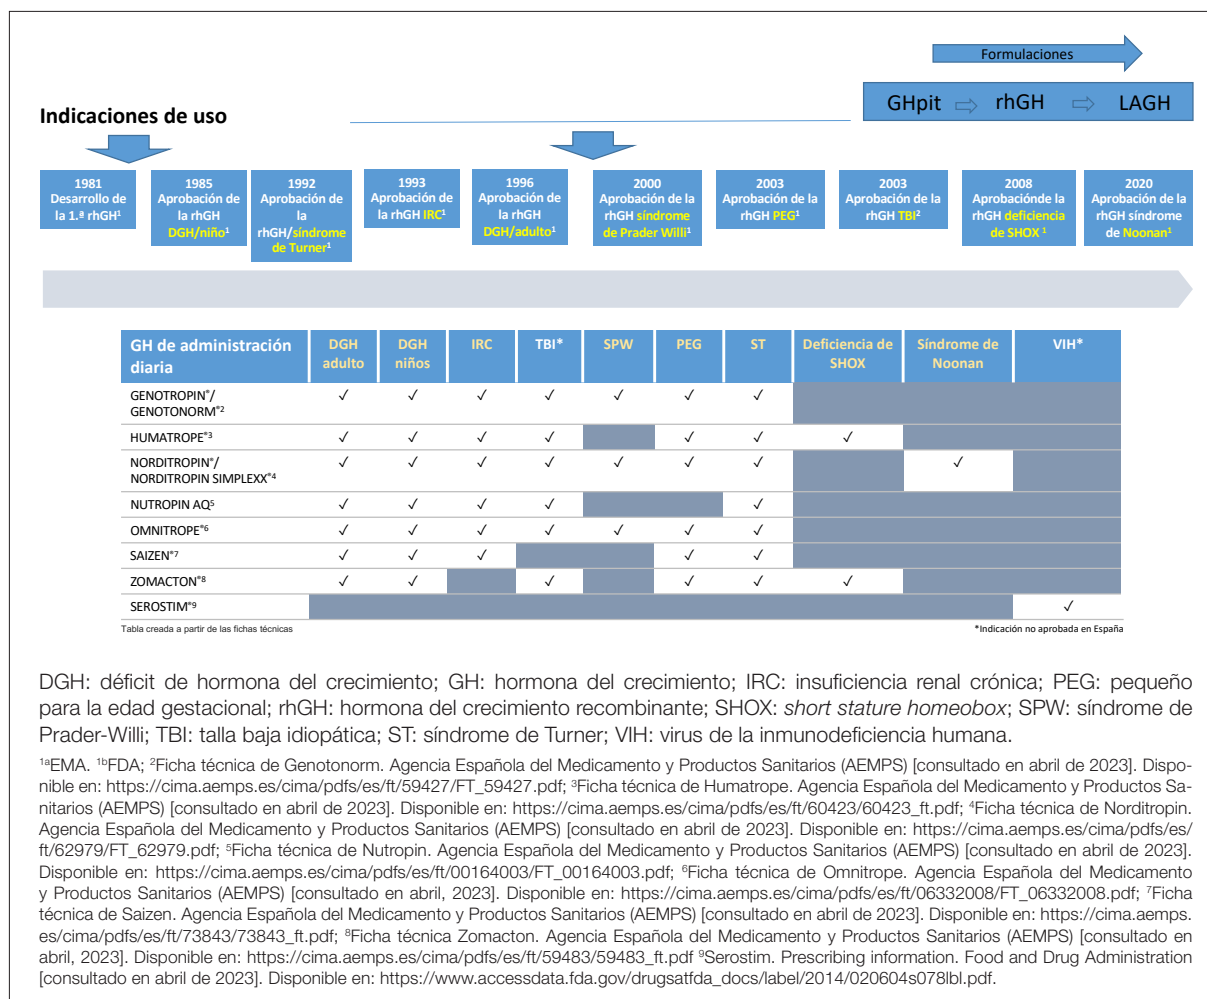 Formulaciones
GHpit rhGH LAGH
Indicaciones de uso
1981
Desarrollo de
la 1.ª rhGH¹
1985
Aprobación de
la rhGH
DGH/niño¹
1992
Aprobación de
la
rhGH/síndrome
de Turner¹
1993
Aprobación de
la rhGH IRC¹
1996
Aprobación de
la rhGH
DGH/adulto¹
2000
Aprobación de la
rhGH síndrome
de Prader Willi¹
2003
Aprobación de la
rhGH PEG¹
2003
Aprobación de la
rhGH TBI²
2008
Aprobaciónde la
rhGH deficiencia
de SHOX ¹
2020
Aprobación de la
rhGH síndrome
de Noonan¹
GH de administración
diaria
DGH
adulto
DGH
niños
IRC
TBI*
SPW
PEG
ST
Deficiencia de
SHOX
Síndrome de
Noonan
VIH*
GENOTROPIN®/
GENOTONORM®² ✓ ✓ ✓ ✓ ✓ ✓ ✓
HUMATROPE®³ ✓ ✓ ✓ ✓ ✓ ✓ ✓
NORDITROPIN®/
NORDITROPIN SIMPLEXX®⁴ ✓ ✓ ✓ ✓ ✓ ✓ ✓ ✓
NUTROPIN AQ⁵ ✓ ✓ ✓ ✓ ✓
OMNITROPE®⁶ ✓ ✓ ✓ ✓ ✓ ✓ ✓
SAIZEN®⁷ ✓ ✓ ✓ ✓ ✓
ZOMACTON®⁸ ✓ ✓ ✓ ✓ ✓ ✓
SEROSTIM®⁹ ✓
Tabla creada a partir de las fichas técnicas
*Indicación no aprobada en España
DGH: déficit de hormona del crecimiento; GH: hormona del crecimiento; IRC: insuficiencia renal crónica; PEG: pequeño
para la edad gestacional; rhGH: hormona del crecimiento recombinante; SHOX: short stature homeobox; SPW: síndrome de
Prader-Willi; TBI: talla baja idiopática; ST: síndrome de Turner; VIH: virus de la inmunodeficiencia humana.
¹ᵃEMA. ¹ᵇFDA; ²Ficha técnica de Genotonorm. Agencia Española del Medicamento y Productos Sanitarios (AEMPS) [consultado en abril de 2023]. Dispo-
nible en: https://cima.aemps.es/cima/pdfs/es/ft/59427/FT_59427.pdf; ³Ficha técnica de Humatrope. Agencia Española del Medicamento y Productos Sa-
nitarios (AEMPS) [consultado en abril de 2023]. Disponible en: https://cima.aemps.es/cima/pdfs/es/ft/60423/60423_ft.pdf; ⁴Ficha técnica de Norditropin.
Agencia Española del Medicamento y Productos Sanitarios (AEMPS) [consultado en abril de 2023]. Disponible en: https://cima.aemps.es/cima/pdfs/es/
ft/62979/FT_62979.pdf; ⁵Ficha técnica de Nutropin. Agencia Española del Medicamento y Productos Sanitarios (AEMPS) [consultado en abril de 2023].
Disponible en: https://cima.aemps.es/cima/pdfs/es/ft/00164003/FT_00164003.pdf; ⁶Ficha técnica de Omnitrope. Agencia Española del Medicamento
y Productos Sanitarios (AEMPS) [consultado en abril, 2023]. Disponible en: https://cima.aemps.es/cima/pdfs/es/ft/06332008/FT_06332008.pdf; ⁷Ficha
técnica de Saizen. Agencia Española del Medicamento y Productos Sanitarios (AEMPS) [consultado en abril de 2023]. Disponible en: https://cima.aemps.
es/cima/pdfs/es/ft/73843/73843_ft.pdf; ⁸Ficha técnica Zomacton. Agencia Española del Medicamento y Productos Sanitarios (AEMPS) [consultado en
abril, 2023]. Disponible en: https://cima.aemps.es/cima/pdfs/es/ft/59483/59483_ft.pdf ⁹Serostim. Prescribing information. Food and Drug Administration
[consultado en abril de 2023]. Disponible en: https://www.accessdata.fda.gov/drugsatfda_docs/label/2014/020604s078lbl.pdf.